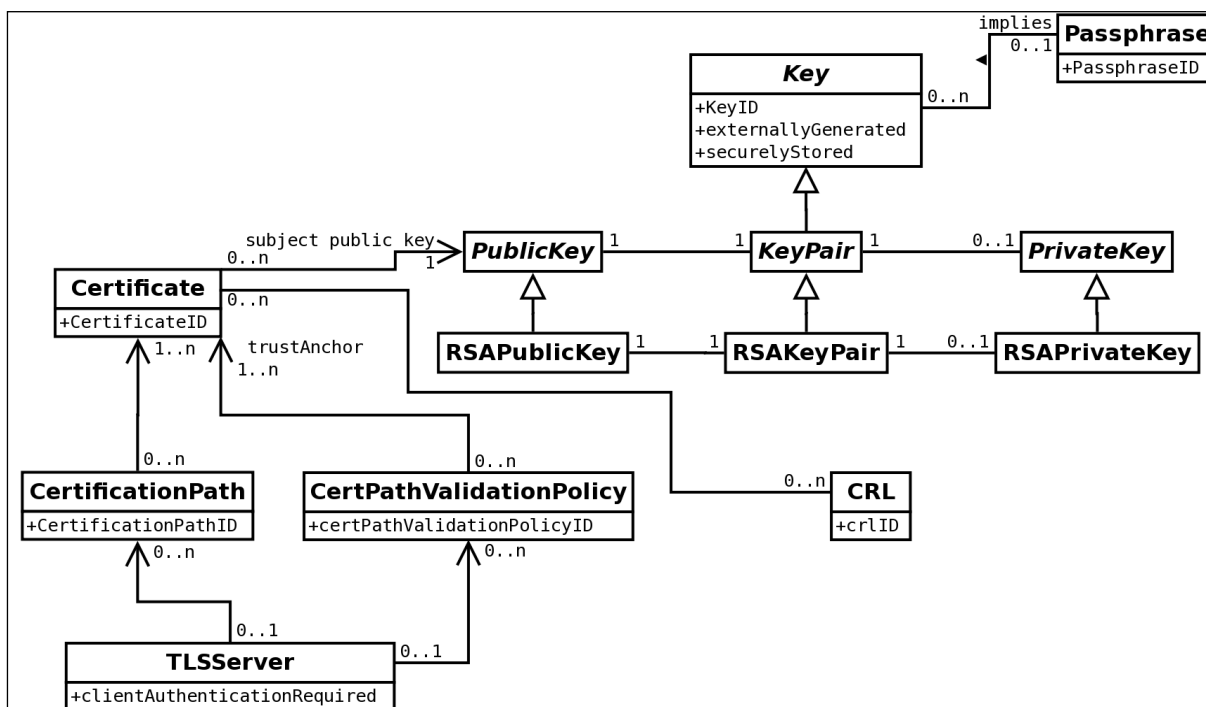 implies
0..1
Passphrase
+PassphraseID
Key
+KeyID
+externallyGenerated
+securelyStored
0..n
subject public key
0..n
1
PublicKey
1
1
KeyPair
1
0..1
PrivateKey
Certificate
+CertificateID
0..n
1..n
trustAnchor
1..n
RSAPublicKey
1
1
RSAKeyPair
1
0..1
RSAPrivateKey
0..n
CertificationPath
+CertificationPathID
0..n
0..n
CertPathValidationPolicy
+certPathValidationPolicyID
0..n
0..n
CRL
+crlID
0..1
TLSServer
+clientAuthenticationRequired
0..1